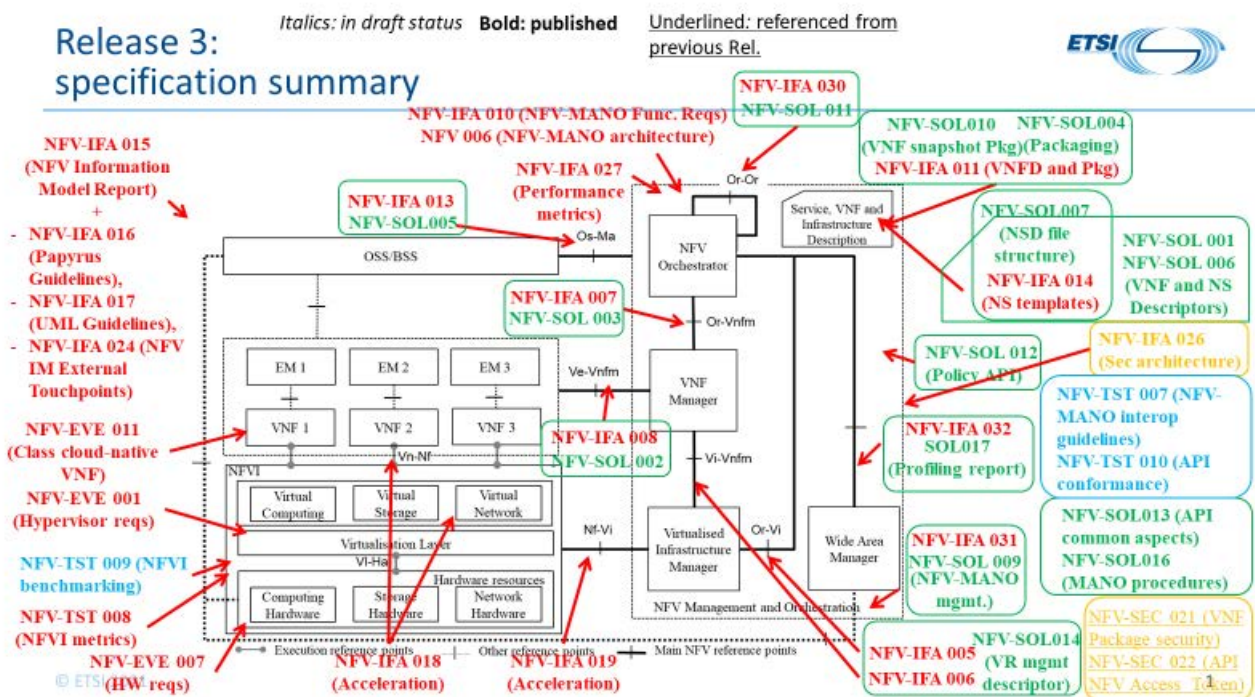 Italics: in draft status Bold: published Underlined: referenced from
previous Rel.
Release 3:
specification summary
ETSI
NFV-IFA 010 (NFV-MANO Func. Reqs)
NFV 006 (NFV-MANO architecture)
NFV-IFA 030
NFV-SOL 011
NFV-SOL010
(VNF snapshot Pkg)
NFV-SOL004
(Packaging)
NFV-IFA 011 (VNFD and Pkg)
NFV-IFA 015
(NFV Information
Model Report)
+
- NFV-IFA 016
(Papyrus
Guidelines),
- NFV-IFA 017
(UML Guidelines),
- NFV-IFA 024 (NFV
IM External
Touchpoints)
NFV-IFA 013
NFV-SOL005
NFV-IFA 027
(Performance
metrics)
Or-Or
Service, VNF and
Infrastructure
Description
NFV-SOL007
(NSD file
structure)
NFV-IFA 014
(NS templates)
NFV-SOL 001
NFV-SOL 006
(VNF and NS
Descriptors)
Os-Ma
OSS/BSS
NFV
Orchestrator
NFV-IFA 007
NFV-SOL 003
Or-Vnfm
NFV-SOL 012
(Policy API)
NFV-IFA 026
(Sec architecture)
EM 1
EM 2
EM 3
Ve-Vnfm
VNF
Manager
VNF 1
VNF 2
VNF 3
NFV-IFA 008
NFV-SOL 002
Vn-Nf
Vi-Vnfm
NFV-IFA 032
SOL017
(Profiling report)
NFV-TST 007 (NFV-
MANO interop
guidelines)
NFV-TST 010 (API
conformance)
NFV-EVE 011
(Class cloud-native
VNF)
NFV-EVE 001
(Hypervisor reqs)
NFV-TST 009 (NFVI
benchmarking)
NFV-TST 008
(NFVI metrics)
NFV-EVE 007
(HW reqs)
NFVI
Virtual
Computing
Virtual
Storage
Virtual
Network
Virtualisation Layer
Vl-Ha
Hardware resources
Computing
Hardware
Storage
Hardware
Network
Hardware
Nf-Vi
Virtualised
Infrastructure
Manager
Or-Vi
Wide Area
Manager
NFV-IFA 031
NFV-SOL 009
(NFV-MANO
mgmt.)
NFV-SOL013 (API
common aspects)
NFV-SOL016
(MANO procedures)
NFV Management and Orchestration
Execution reference points
Other reference points
Main NFV reference points
NFV-IFA 018
(Acceleration)
NFV-IFA 019
(Acceleration)
NFV-IFA 005
NFV-IFA 006
NFV-SOL014
(VR mgmt
descriptor)
NFV-SEC 021 (VNF
Package security)
NFV-SEC 022 (API
NFV Access Token)
© ETSI
1